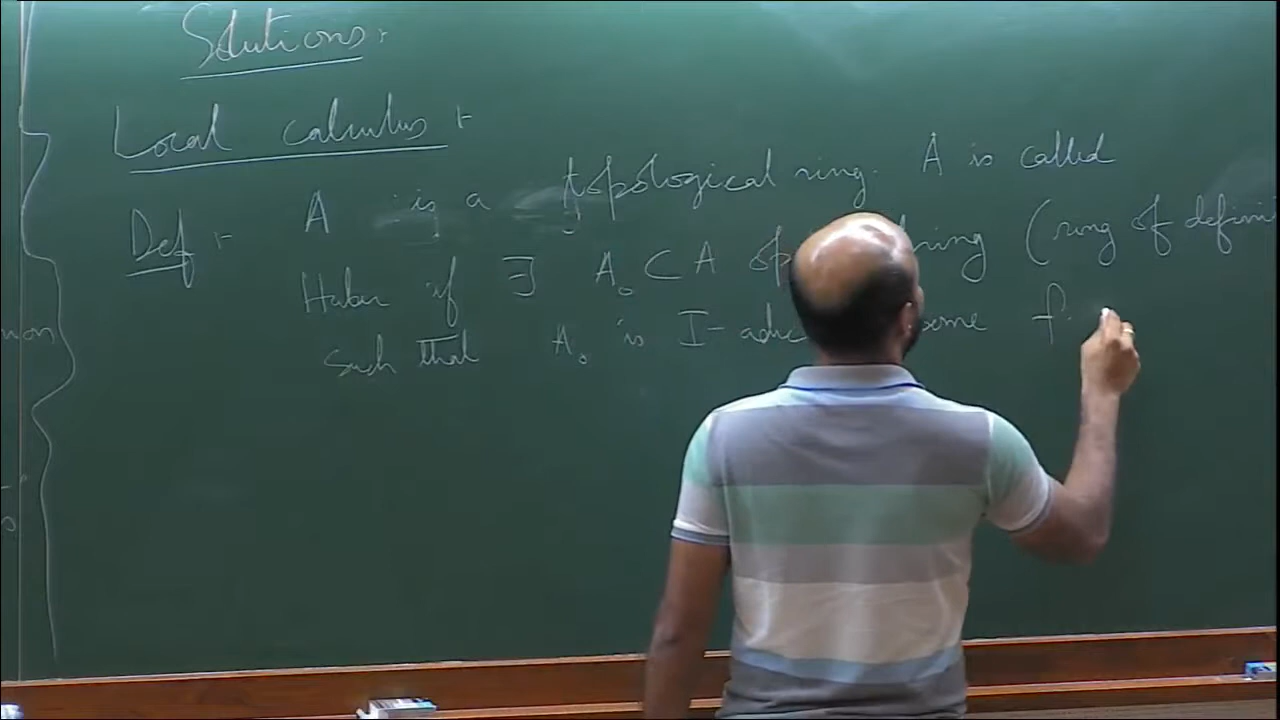 Solutions:
Local calculus:
Def:- A is a topological ring. A is called
Huber if ∃ A₀ ⊂ A (ring of defini
such that A₀ is I-adic some f.
non